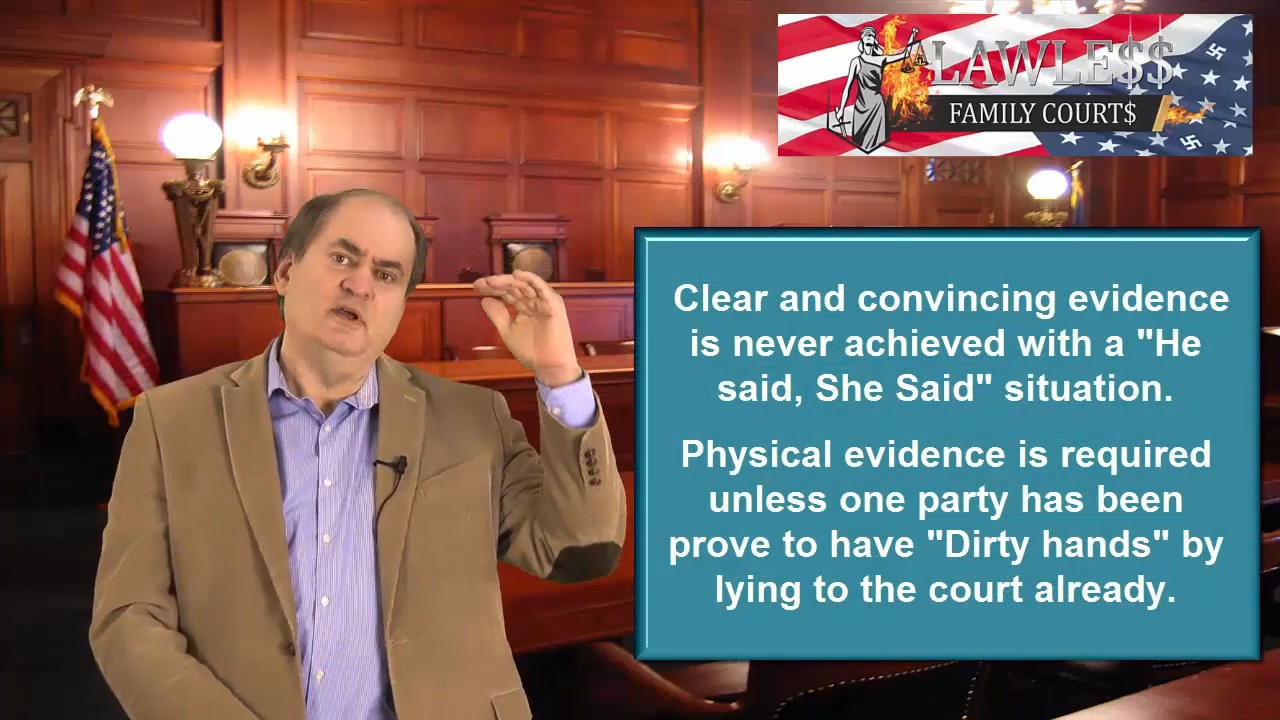 LAWLE$$
FAMILY COURT$
Clear and convincing evidence
is never achieved with a "He
said, She Said" situation.
Physical evidence is required
unless one party has been
prove to have "Dirty hands" by
lying to the court already.